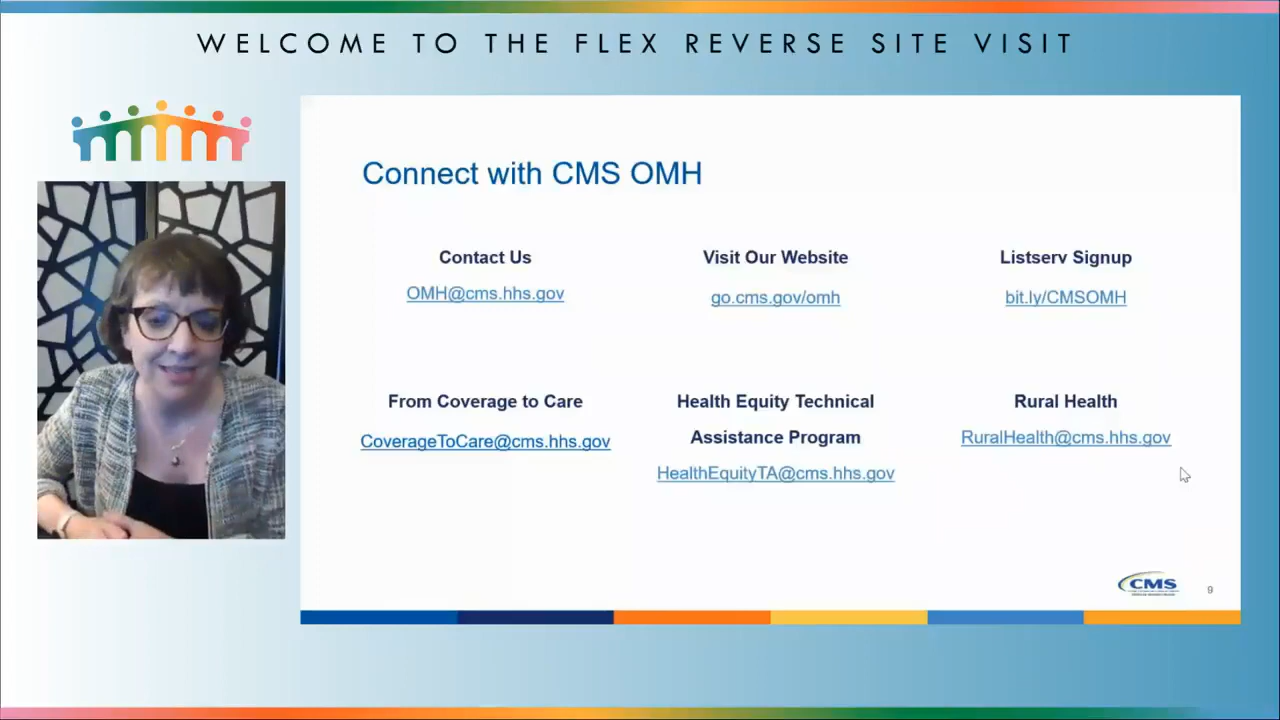 WELCOME TO THE FLEX REVERSE SITE VISIT
Connect with CMS OMH
Contact Us
OMH@cms.hhs.gov
Visit Our Website
go.cms.gov/omh
Listserv Signup
bit.ly/CMSOMH
From Coverage to Care
CoverageToCare@cms.hhs.gov
Health Equity Technical
Assistance Program
HealthEquityTA@cms.hhs.gov
Rural Health
RuralHealth@cms.hhs.gov
CMS
9